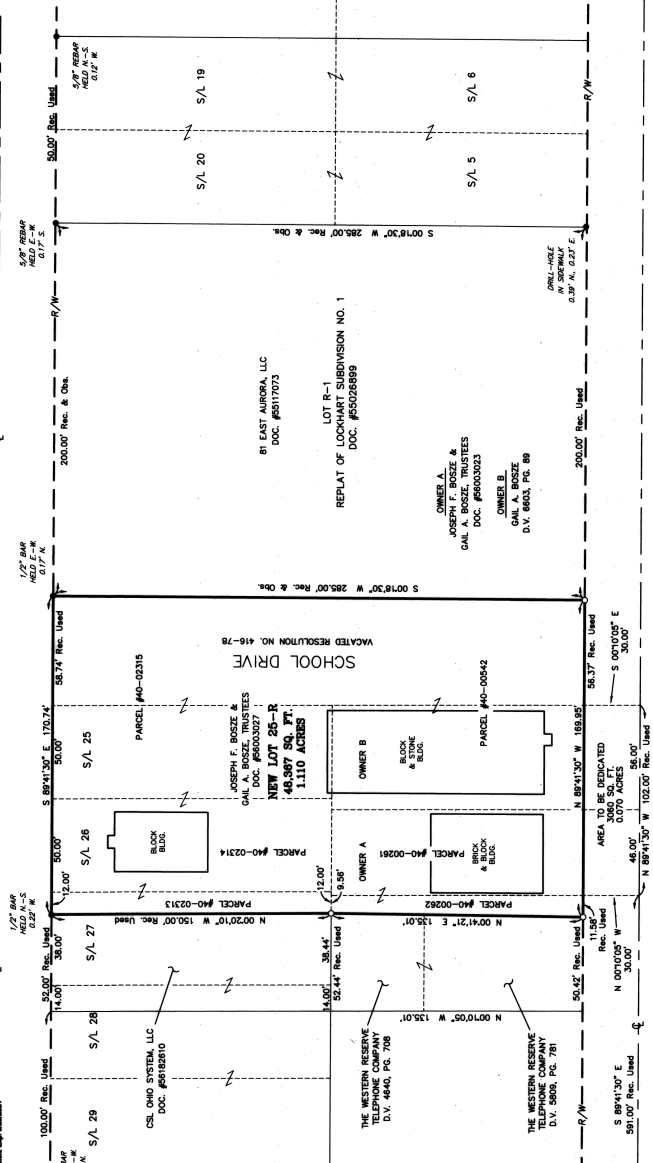 5/8" REBAR
HELD N.-S.
0.12' W.
50.00' Rec. Used
S/L 19
S/L 6
R/W
S/L 20
S/L 5
5/8" REBAR
HELD E.-W.
0.17' S.
S 00°18'30" W 285.00' Rec. & Obs.
DRILL-HOLE
IN SIDEWALK
0.39' N., 0.23' E.
R/W
200.00' Rec. & Obs.
81 EAST AURORA, LLC
DOC. #55117073
LOT R-1
REPLAT OF LOCKHART SUBDIVISION NO. 1
DOC. #55026899
OWNER A
JOSEPH F. BOSZE &
GAIL A. BOSZE, TRUSTEES
DOC. #56003023
OWNER B
GAIL A. BOSZE
D.V. 6603, PG. 89
200.00' Rec. Used
1/2" BAR
HELD E.-W.
0.17' N.
S 00°18'30" W 285.00' Rec. & Obs.
58.74' Rec. Used
VACATED RESOLUTION NO. 416-78
SCHOOL DRIVE
56.37' Rec. Used
S 00°10'05" E
30.00'
PARCEL #40-02315
PARCEL #40-00542
S 89°41'30" E 170.74'
50.00'
S/L 25
JOSEPH F. BOSZE &
GAIL A. BOSZE, TRUSTEES
DOC. #56003027
NEW LOT 25-R
48,367 SQ. FT.
1.110 ACRES
OWNER B
BLOCK
& STONE
BLDG.
N 89°41'30" W 169.95'
AREA TO BE DEDICATED
3060 SQ. FT.
0.070 ACRES
56.00'
N 89°41'30" W 102.00' Rec. Used
46.00'
50.00'
S/L 26
12.00'
BLOCK
BLDG.
PARCEL #40-02314
OWNER A
PARCEL #40-00261
BRICK
& BLOCK
BLDG.
12.00'
9.56'
PARCEL #40-02313
PARCEL #40-00262
1/2" BAR
HELD N.-S.
0.22' W.
N 00°20'10" W 150.00' Rec. Used
N 00°41'21" E 135.01'
11.58'
Rec. Used
N 00°10'05" W
30.00'
52.00' Rec. Used
38.00'
14.00'
S/L 27
38.44'
52.44' Rec. Used
14.00'
50.42' Rec. Used
N 00°10'05" W 135.01'
S/L 28
CSL OHIO SYSTEM, LLC
DOC. #56182610
THE WESTERN RESERVE
TELEPHONE COMPANY
D.V. 4640, PG. 708
THE WESTERN RESERVE
TELEPHONE COMPANY
D.V. 5809, PG. 781
S 89°41'30" E
591.00' Rec. Used
100.00' Rec. Used
S/L 29
R/W